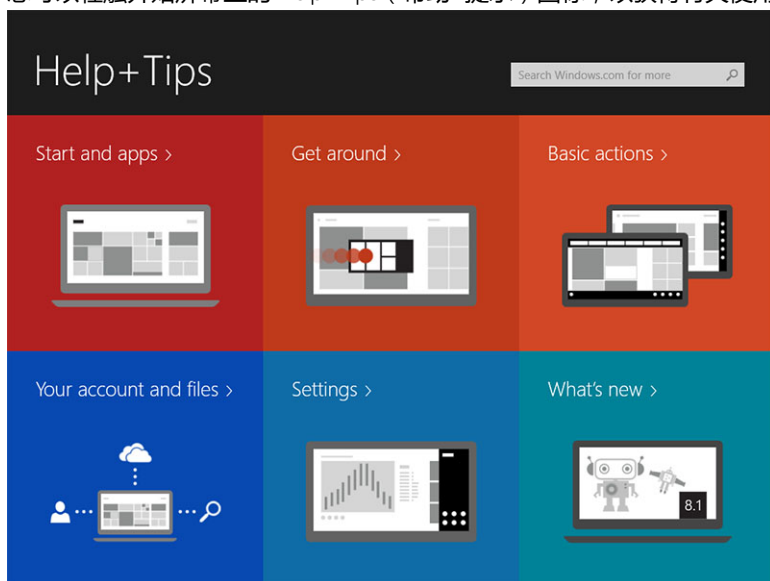 Help+Tips
Search Windows.com for more
Start and apps >
Get around >
Basic actions >
Your account and files >
Settings >
What's new >
8.1